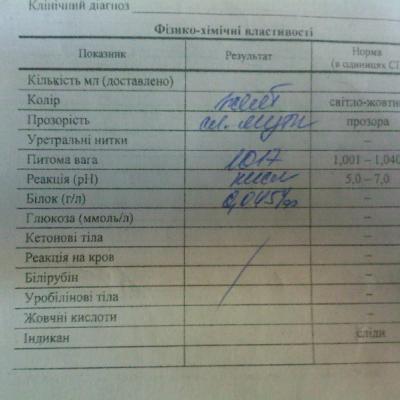 Клінічний діагноз
Фізико-хімічні властивості
Показник Результат Норма
(в одиницях СІ
Кількість мл (доставлено)
Колір жовт світло-жовтий
Прозорість сл. мутн прозора
Уретральні нитки –
Питома вага 1017 1,001 – 1,040
Реакція (pH) кисл 5,0 – 7,0
Білок (г/л) 0,045 –
Глюкоза (ммоль/л) –
Кетонові тіла –
Реакція на кров –
Білірубін –
Уробілінові тіла –
Жовчні кислоти –
Індикан сліди